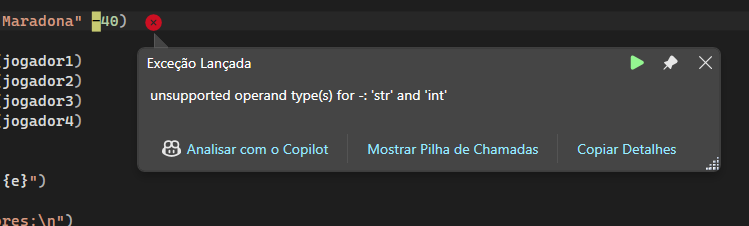 Maradona" -40)
Exceção Lançada
(jogador1)
(jogador2)
unsupported operand type(s) for -: 'str' and 'int'
(jogador3)
(jogador4)
Analisar com o Copilot
Mostrar Pilha de Chamadas
Copiar Detalhes
{e}")
ores:\n")